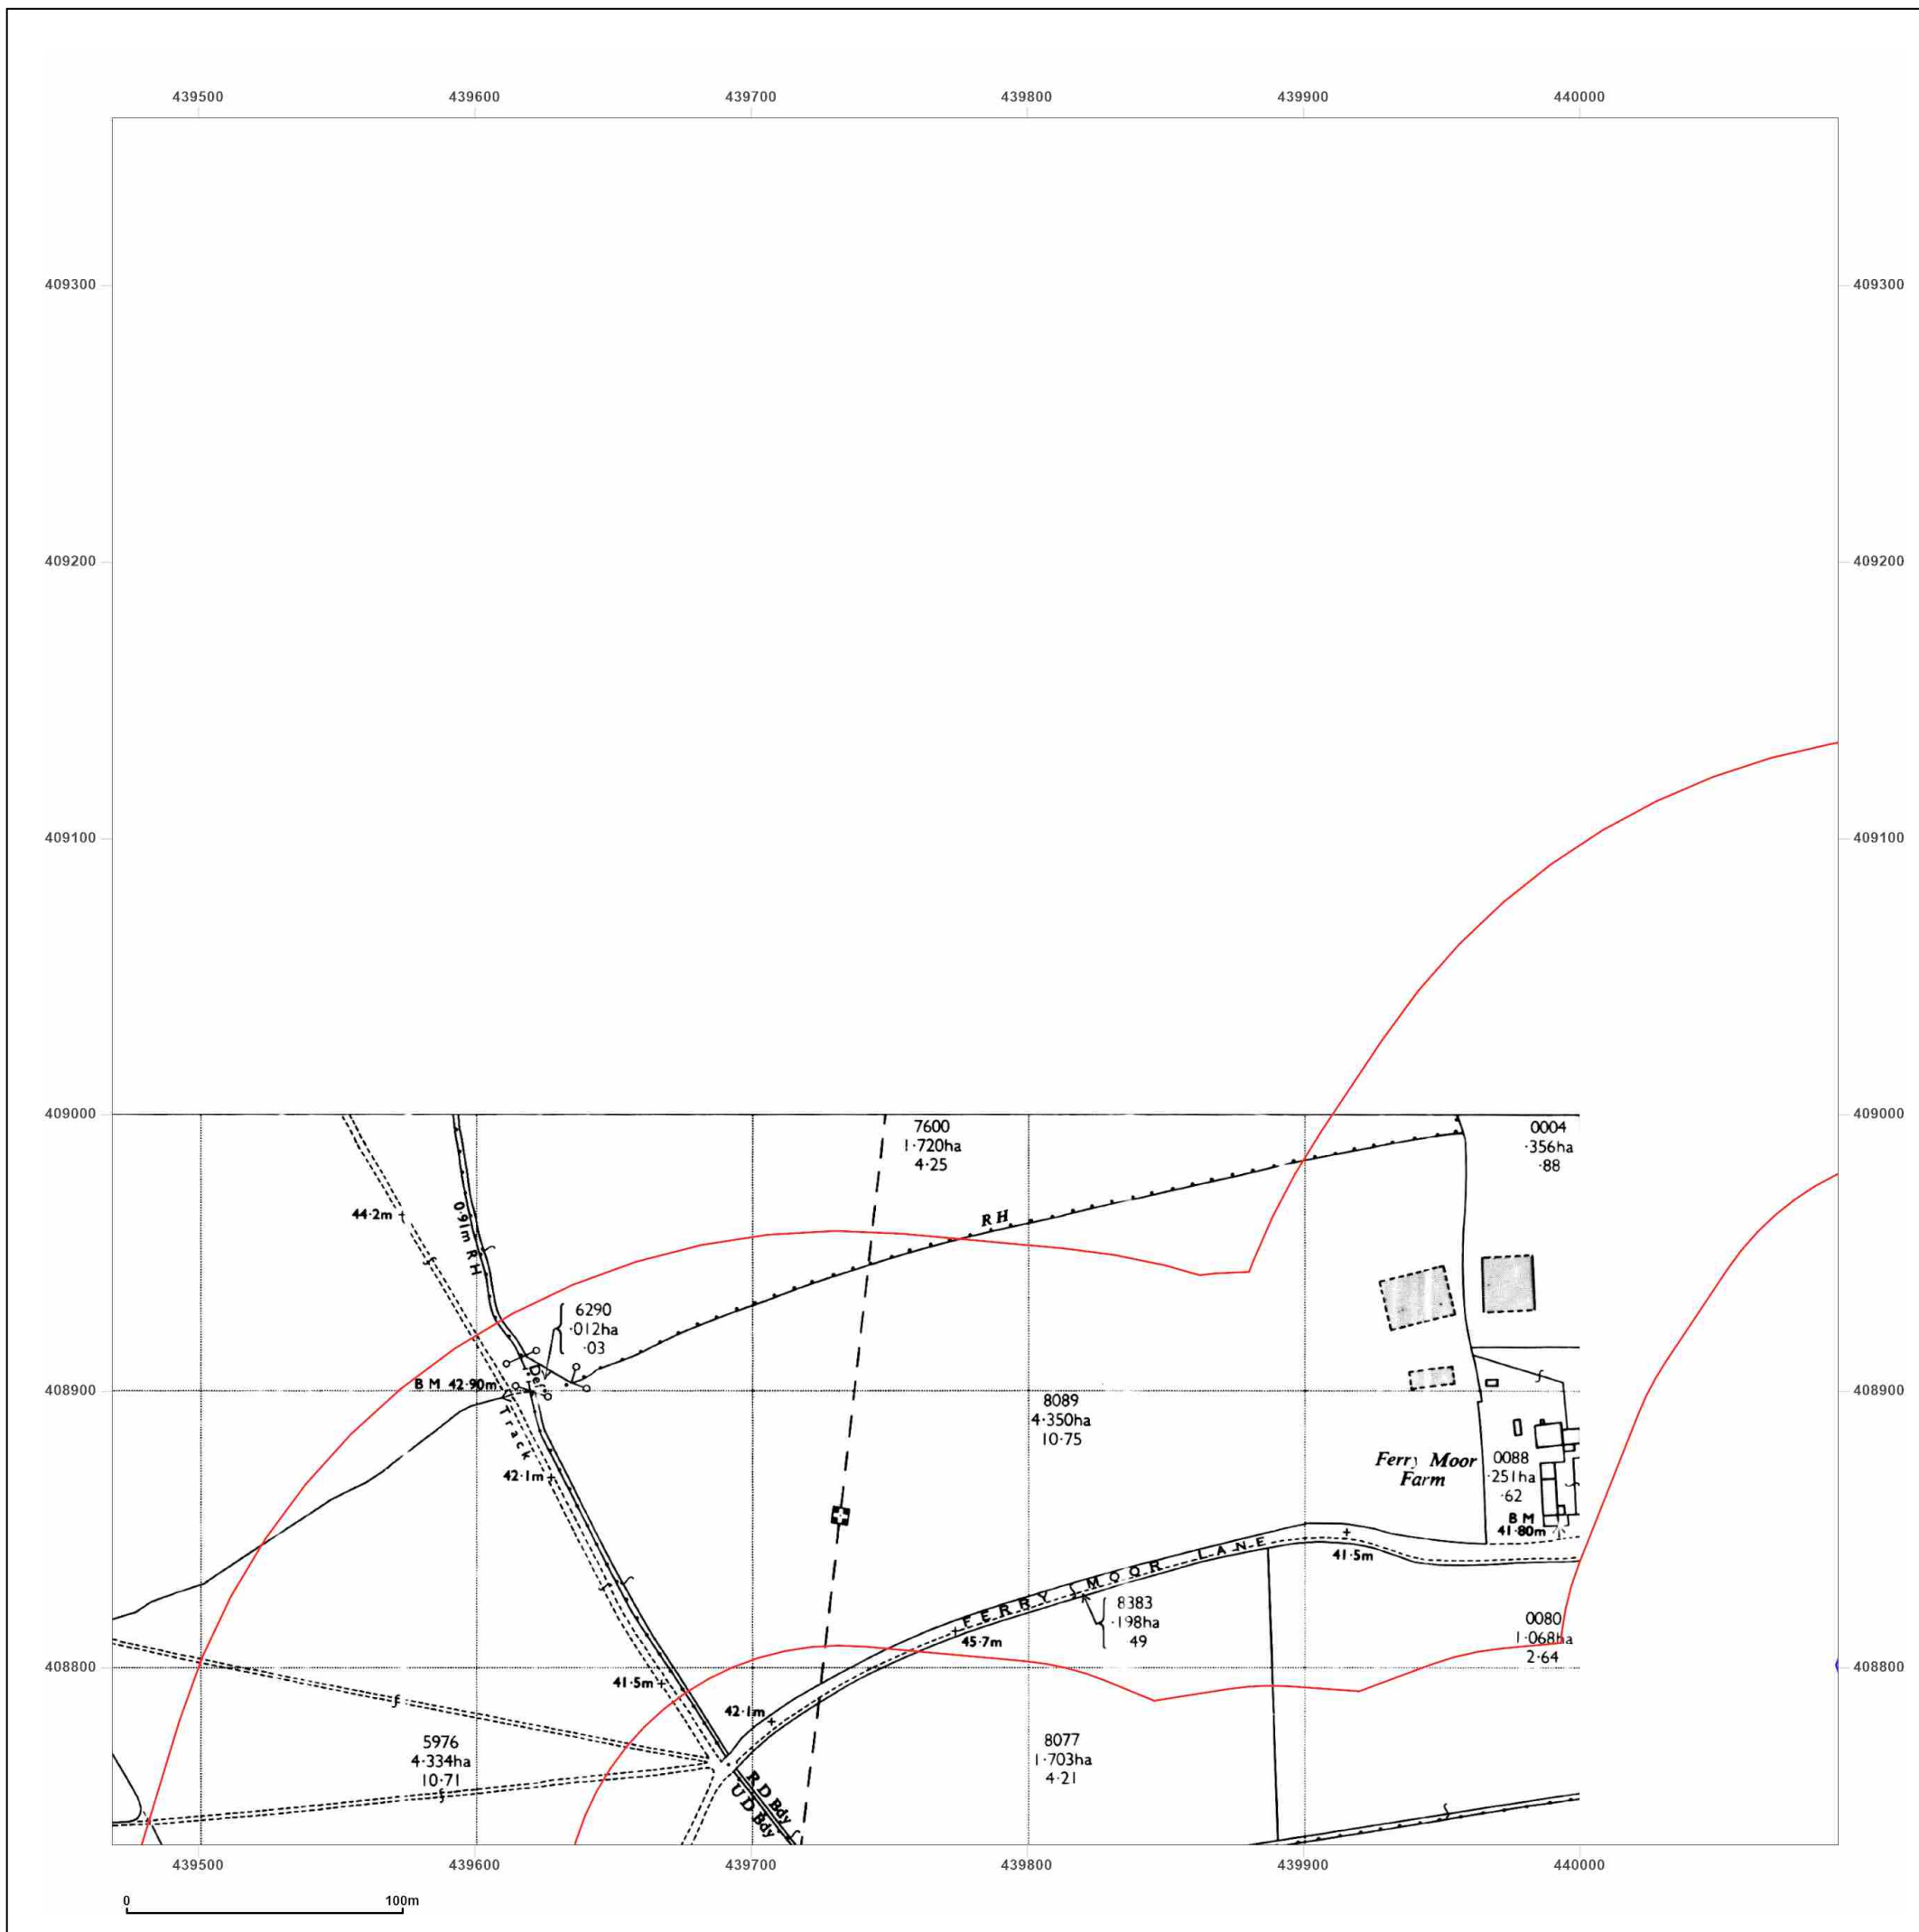 439500 439600 439700 439800 439900 440000
409300 409300
409200 409200
409100 409100
409000 409000
7600
1·720ha
4·25
0004
·356ha
·88
44·2m
0·91m RH
RH
6290
·012ha
·03
Der
B M 42·90m
408900 408900
Track
8089
4·350ha
10·75
Ferry Moor
Farm
0088
·251ha
·62
B M
41·80m
42·1m
41·5m
FERRY MOOR LANE
8383
·198ha
49
45·7m
0080
1·068ha
2·64
408800 408800
41·5m
42·1m
5976
4·334ha
10·71
8077
1·703ha
4·21
R D Bdy
U D Bdy
439500 439600 439700 439800 439900 440000
0 100m